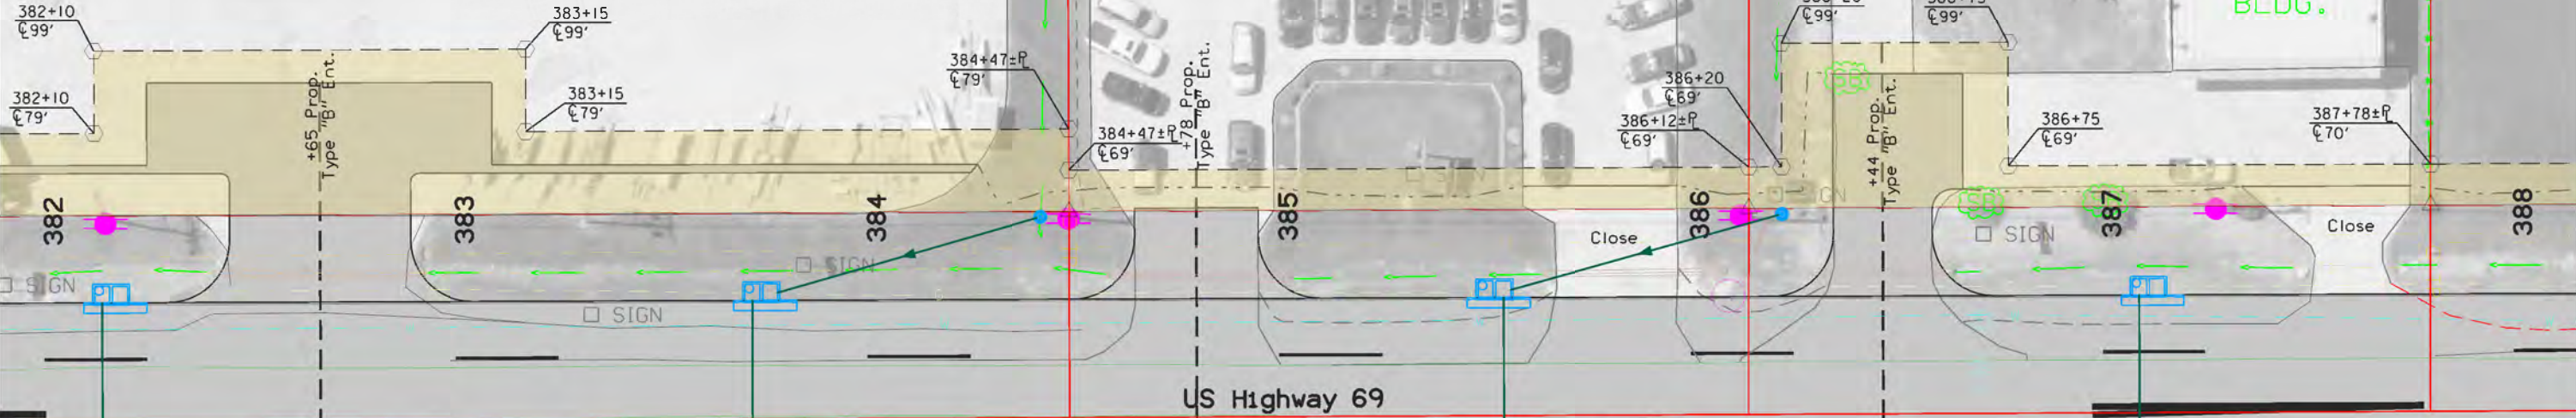 382+10
℄99'
383+15
℄99'
℄99'
℄99'
BLDG.
382+10
℄79'
+65 Prop.
Type "B" Ent.
383+15
℄79'
384+47±℞
℄79'
384+47±℞
℄69'
+78 Prop.
Type "B" Ent.
386+20
℄69'
386+12±℞
℄69'
+44 Prop.
Type "B" Ent.
386+75
℄69'
387+78±℞
℄70'
382
383
384
385
386
387
388
SIGN
SIGN
SIGN
SIGN
SIGN
Close
Close
SIGN
US Highway 69